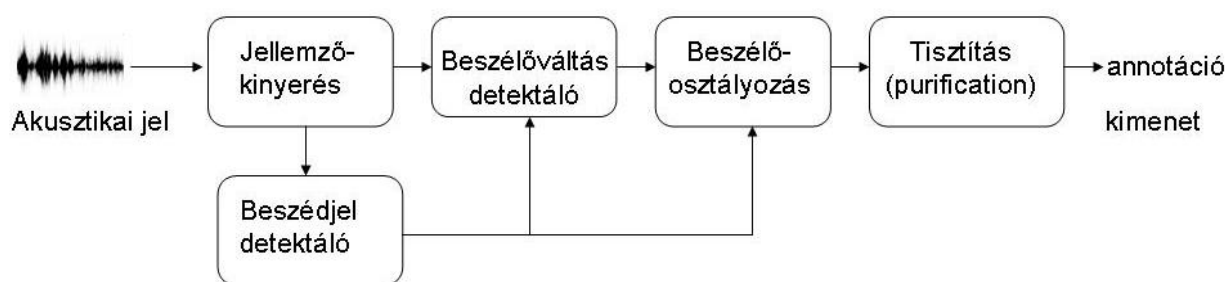 Akusztikai jel
Jellemző-
kinyerés
Beszélőváltás
detektáló
Beszélő-
osztályozás
Tisztítás
(purification)
annotáció
kimenet
Beszédjel
detektáló